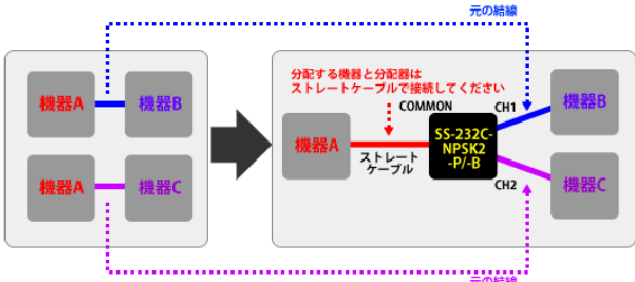 元の結線
分配する機器と分配器は
ストレートケーブルで接続してください
機器A
機器B
COMMON
CH1
機器B
機器A
ストレート
ケーブル
SS-232C-
NPSK2
-P/-B
機器A
機器C
CH2
機器C
元の結線